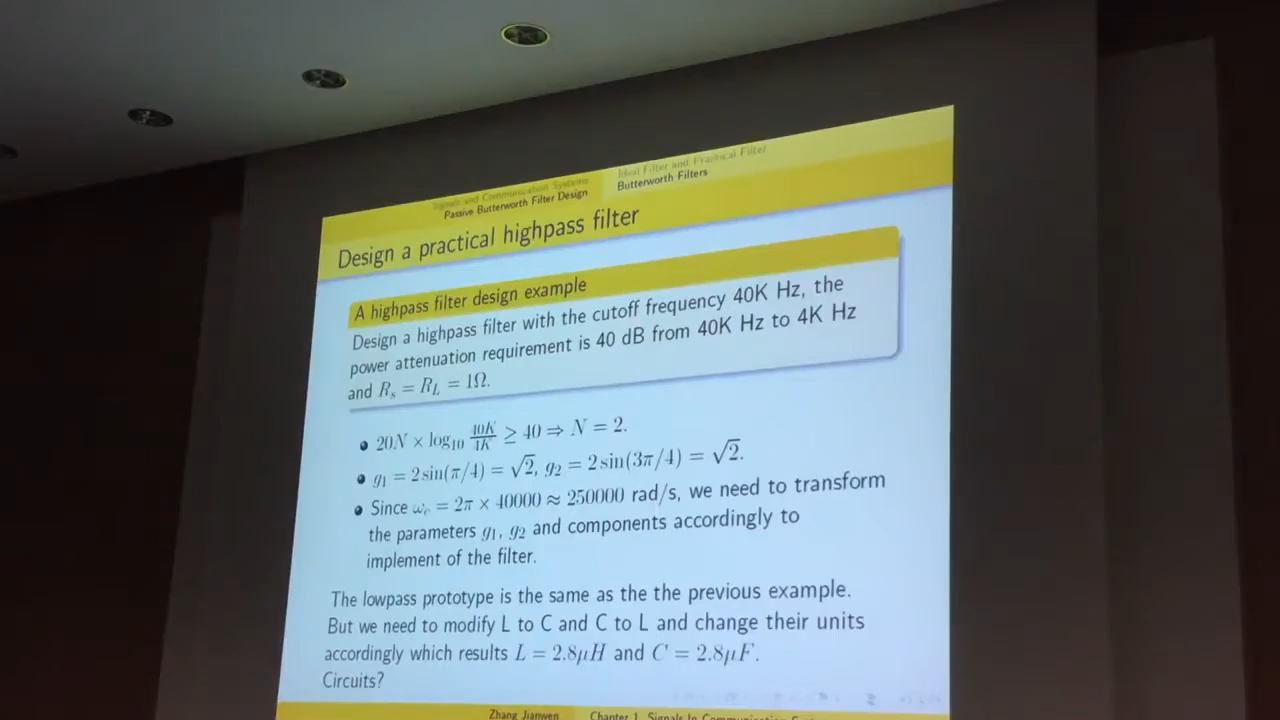 Signals and Communication Systems
Passive Butterworth Filter Design
Ideal Filter and Practical Filter
Butterworth Filters
Design a practical highpass filter
A highpass filter design example
Design a highpass filter with the cutoff frequency 40K Hz, the
power attenuation requirement is 40 dB from 40K Hz to 4K Hz
and R_s = R_L = 1Ω.
• 20N × log₁₀ 40K/4K ≥ 40 ⇒ N = 2.
• g₁ = 2 sin(π/4) = √2, g₂ = 2 sin(3π/4) = √2.
• Since ω_c = 2π × 40000 ≈ 250000 rad/s, we need to transform
the parameters g₁, g₂ and components accordingly to
implement of the filter.
The lowpass prototype is the same as the the previous example.
But we need to modify L to C and C to L and change their units
accordingly which results L = 2.8μH and C = 2.8μF.
Circuits?
Zhang Jianwen
Chapter 1. Signals In Communication